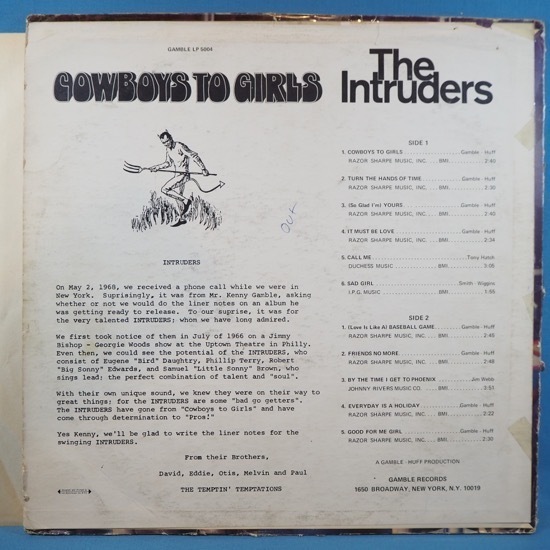 GAMBLE LP 5004
COWBOYS TO GIRLS
The
Intruders
OUT
INTRUDERS
On May 2, 1968, we received a phone call while we were in
New York. Suprisingly, it was from Mr. Kenny Gamble, asking
whether or not we would do the liner notes on an album he
was getting ready to release. To our suprise, it was for
the very talented INTRUDERS; whom we have long admired.
We first took notice of them in July of 1966 on a Jimmy
Bishop - Georgie Woods show at the Uptown Theatre in Philly.
Even then, we could see the potential of the INTRUDERS, who
consist of Eugene "Bird" Daughtry, Phillip Terry, Robert
"Big Sonny" Edwards, and Samuel "Little Sonny" Brown; who
sings lead; the perfect combination of talent and "soul".
With their own unique sound, we knew they were on their way to
great things; for the INTRUDERS are some "bad go getters".
The INTRUDERS have gone from "Cowboys to Girls" and have
come through determination to "Pros!"
Yes Kenny, we'll be glad to write the liner notes for the
swinging INTRUDERS.
From their Brothers,
David, Eddie, Otis, Melvin and Paul
THE TEMPTIN' TEMPTATIONS
SIDE 1
1. COWBOYS TO GIRLS Gamble - Huff
RAZOR SHARPE MUSIC, INC. BMI 2:40
2. TURN THE HANDS OF TIME Gamble - Huff
RAZOR SHARPE MUSIC, INC. BMI 2:30
3. (So Glad I'm) YOURS Gamble - Huff
RAZOR SHARPE MUSIC, INC. BMI 2:40
4. IT MUST BE LOVE Gamble - Huff
RAZOR SHARPE MUSIC, INC. BMI 2:34
5. CALL ME Tony Hatch
DUCHESS MUSIC BMI 3:05
6. SAD GIRL Smith - Wiggins
I.P.G. MUSIC BMI 1:55
SIDE 2
1. (Love Is Like A) BASEBALL GAME Gamble - Huff
RAZOR SHARPE MUSIC, INC. BMI 2:45
2. FRIENDS NO MORE Gamble - Huff
RAZOR SHARPE MUSIC, INC. BMI 2:48
3. BY THE TIME I GET TO PHOENIX Jim Webb
JOHNNY RIVERS MUSIC CO. BMI 3:51
4. EVERYDAY IS A HOLIDAY Gamble - Huff
RAZOR SHARPE MUSIC, INC. BMI 2:22
5. GOOD FOR ME GIRL Gamble - Huff
RAZOR SHARPE MUSIC, INC. BMI 2:30
A GAMBLE - HUFF PRODUCTION
GAMBLE RECORDS
1650 BROADWAY, NEW YORK, N.Y. 10019